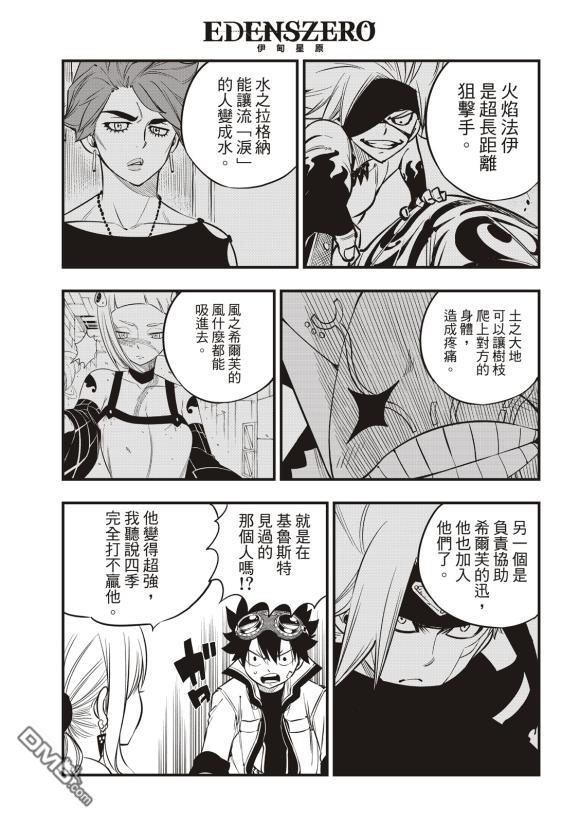 EDENSZERO
伊甸星原
火焰法伊
是超長距離
狙擊手。
水之拉格納
能讓流「淚」
的人變成水。
土之大地
可以讓樹枝
爬上對方的
身體，
造成疼痛。
風之希爾芙的
風什麼都能
吸進去。
另一個是
負責協助
希爾芙的迅，
他也加入
他們了。
就是在
基魯斯特
見過的
那個人嗎!?
他變得超強，
我聽說四季
完全打不贏他。